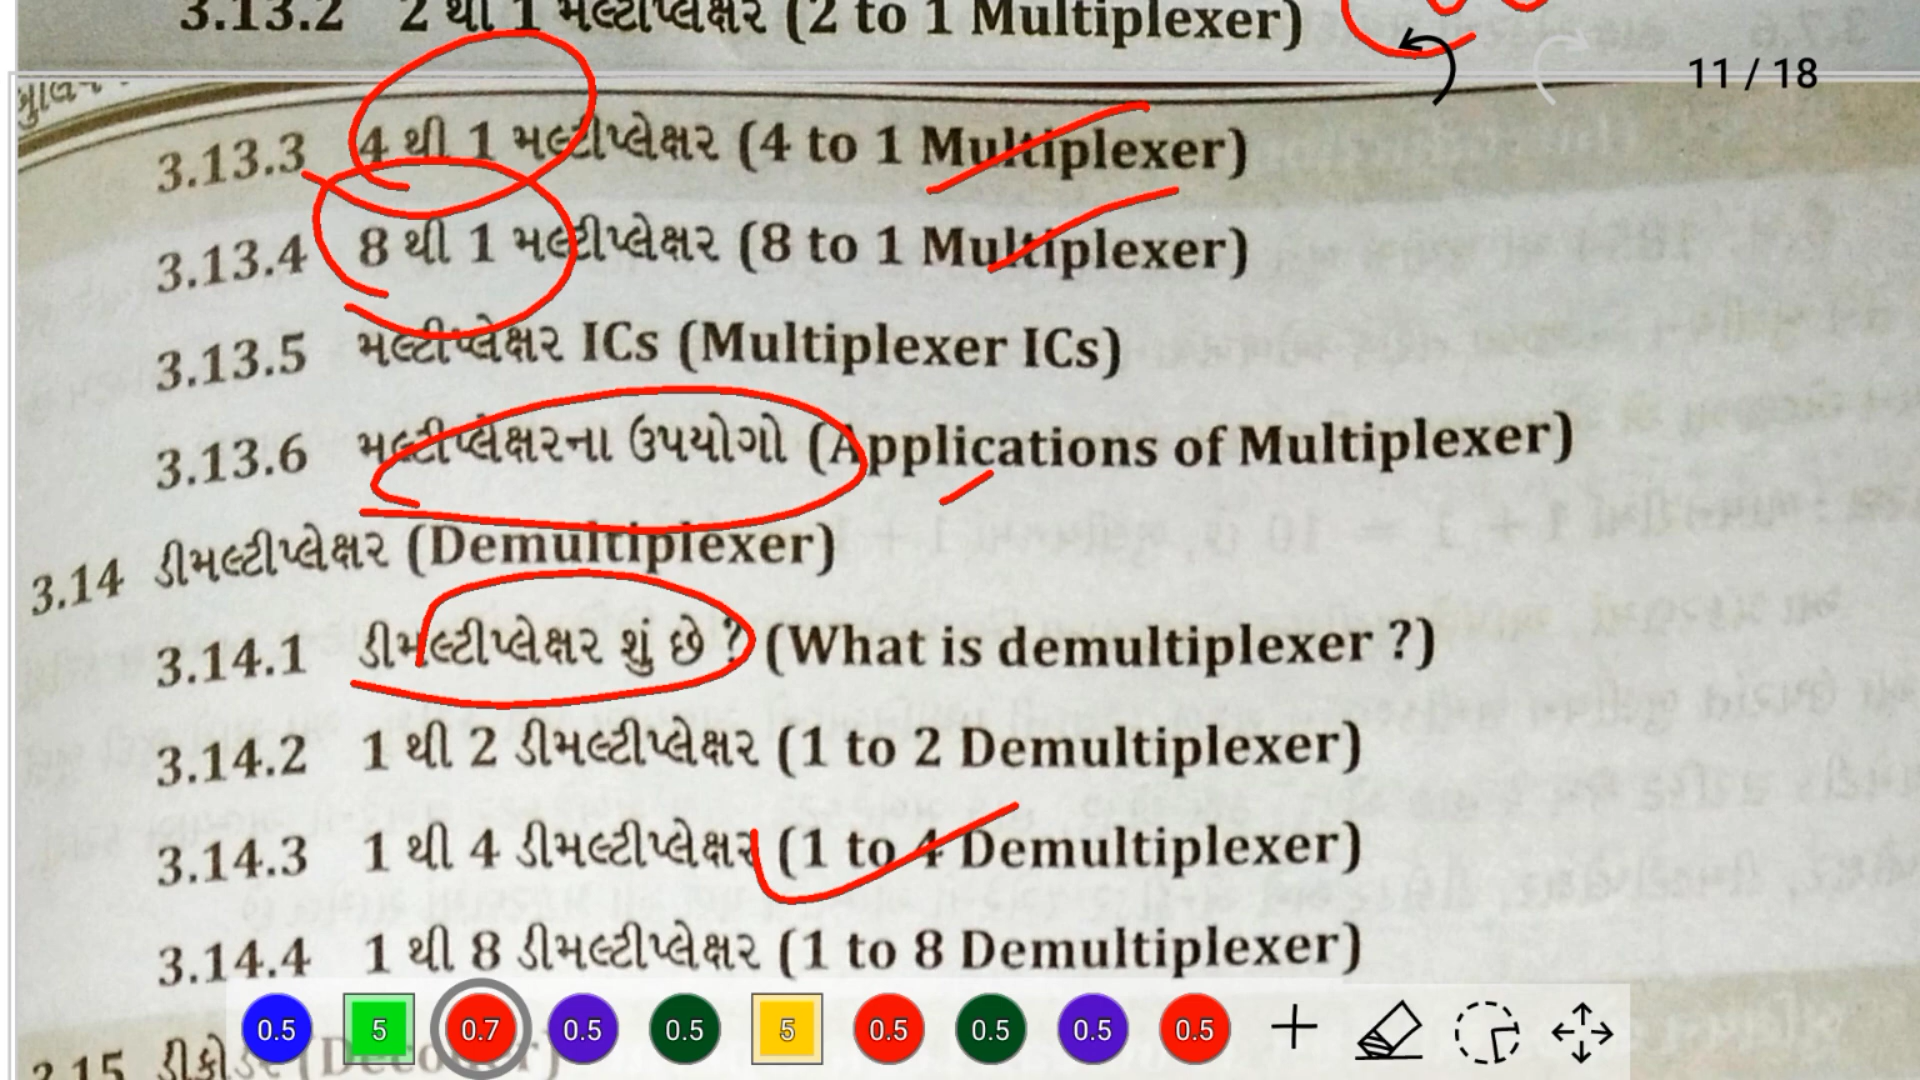 3.13.2 2 થી 1 મલ્ટીપ્લેક્ષર (2 to 1 Multiplexer)
11 / 18
3.13.3 4 થી 1 મલ્ટીપ્લેક્ષર (4 to 1 Multiplexer)
3.13.4 8 થી 1 મલ્ટીપ્લેક્ષર (8 to 1 Multiplexer)
3.13.5 મલ્ટીપ્લેક્ષર ICs (Multiplexer ICs)
3.13.6 મલ્ટીપ્લેક્ષરના ઉપયોગો (Applications of Multiplexer)
3.14 ડીમલ્ટીપ્લેક્ષર (Demultiplexer)
3.14.1 ડીમલ્ટીપ્લેક્ષર શું છે ? (What is demultiplexer ?)
3.14.2 1 થી 2 ડીમલ્ટીપ્લેક્ષર (1 to 2 Demultiplexer)
3.14.3 1 થી 4 ડીમલ્ટીપ્લેક્ષર (1 to 4 Demultiplexer)
3.14.4 1 થી 8 ડીમલ્ટીપ્લેક્ષર (1 to 8 Demultiplexer)
0.5 5 0.7 0.5 0.5 5 0.5 0.5 0.5 0.5
3.15 ડીકોડર (Decoder)